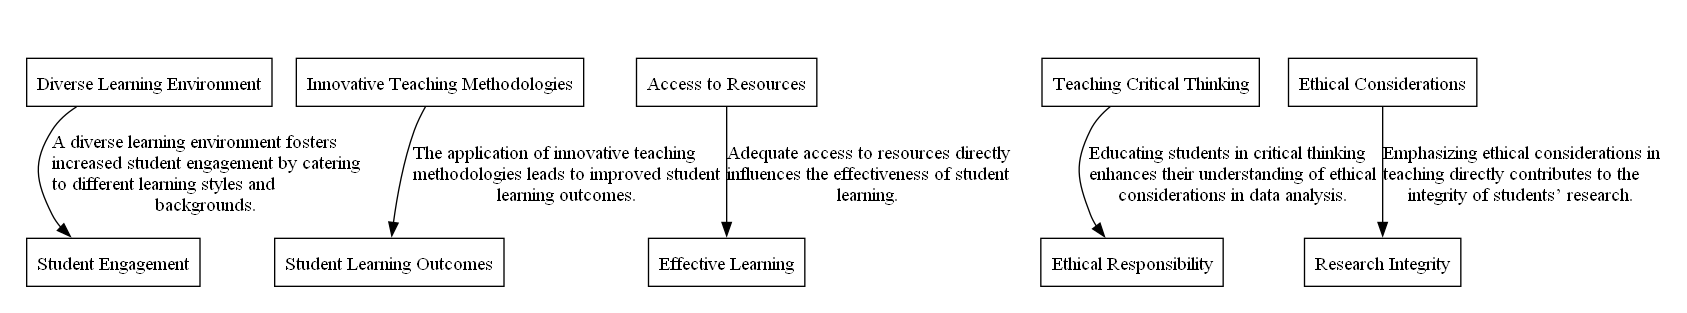 Diverse Learning Environment
Innovative Teaching Methodologies
Access to Resources
Teaching Critical Thinking
Ethical Considerations
A diverse learning environment fosters
increased student engagement by catering
to different learning styles and
backgrounds.
The application of innovative teaching
methodologies leads to improved student
learning outcomes.
Adequate access to resources directly
influences the effectiveness of student
learning.
Educating students in critical thinking
enhances their understanding of ethical
considerations in data analysis.
Emphasizing ethical considerations in
teaching directly contributes to the
integrity of students’ research.
Student Engagement
Student Learning Outcomes
Effective Learning
Ethical Responsibility
Research Integrity